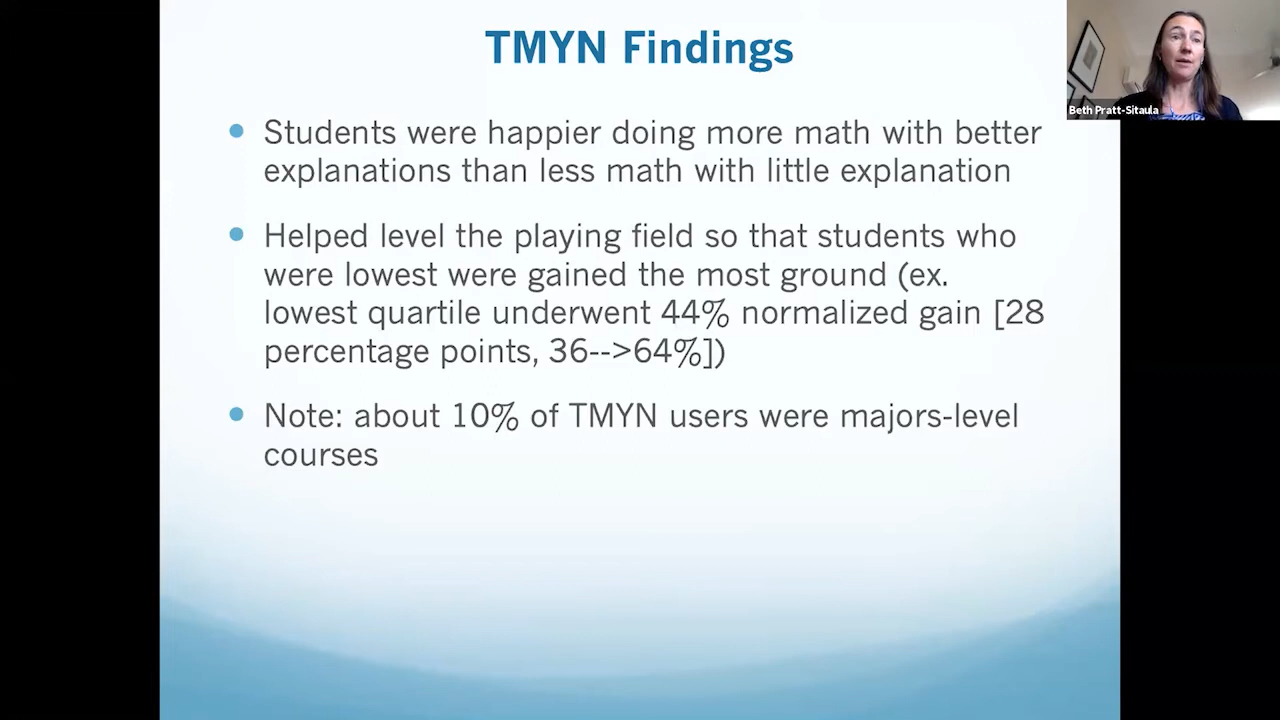 TMYN Findings
Beth Pratt-Sitaula
• Students were happier doing more math with better
explanations than less math with little explanation
• Helped level the playing field so that students who
were lowest were gained the most ground (ex.
lowest quartile underwent 44% normalized gain [28
percentage points, 36-->64%])
• Note: about 10% of TMYN users were majors-level
courses